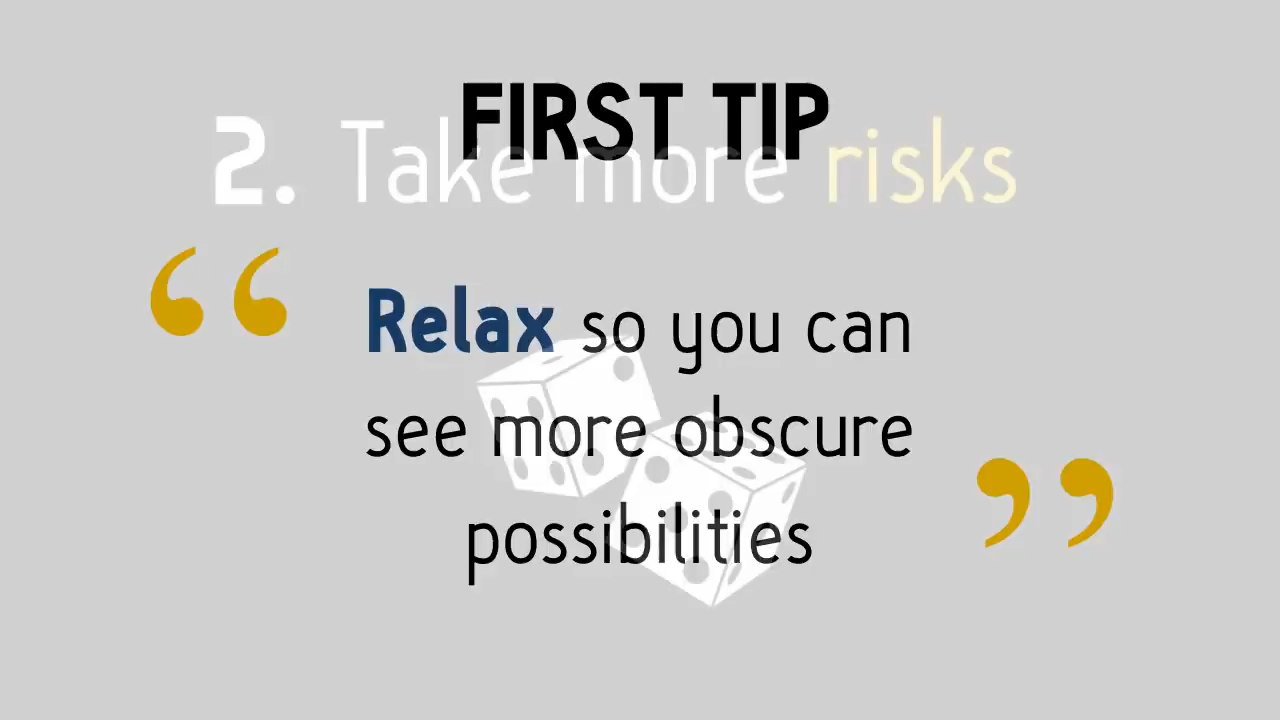 FIRST TIP
2. Take more risks
“ Relax so you can
see more obscure
possibilities ”